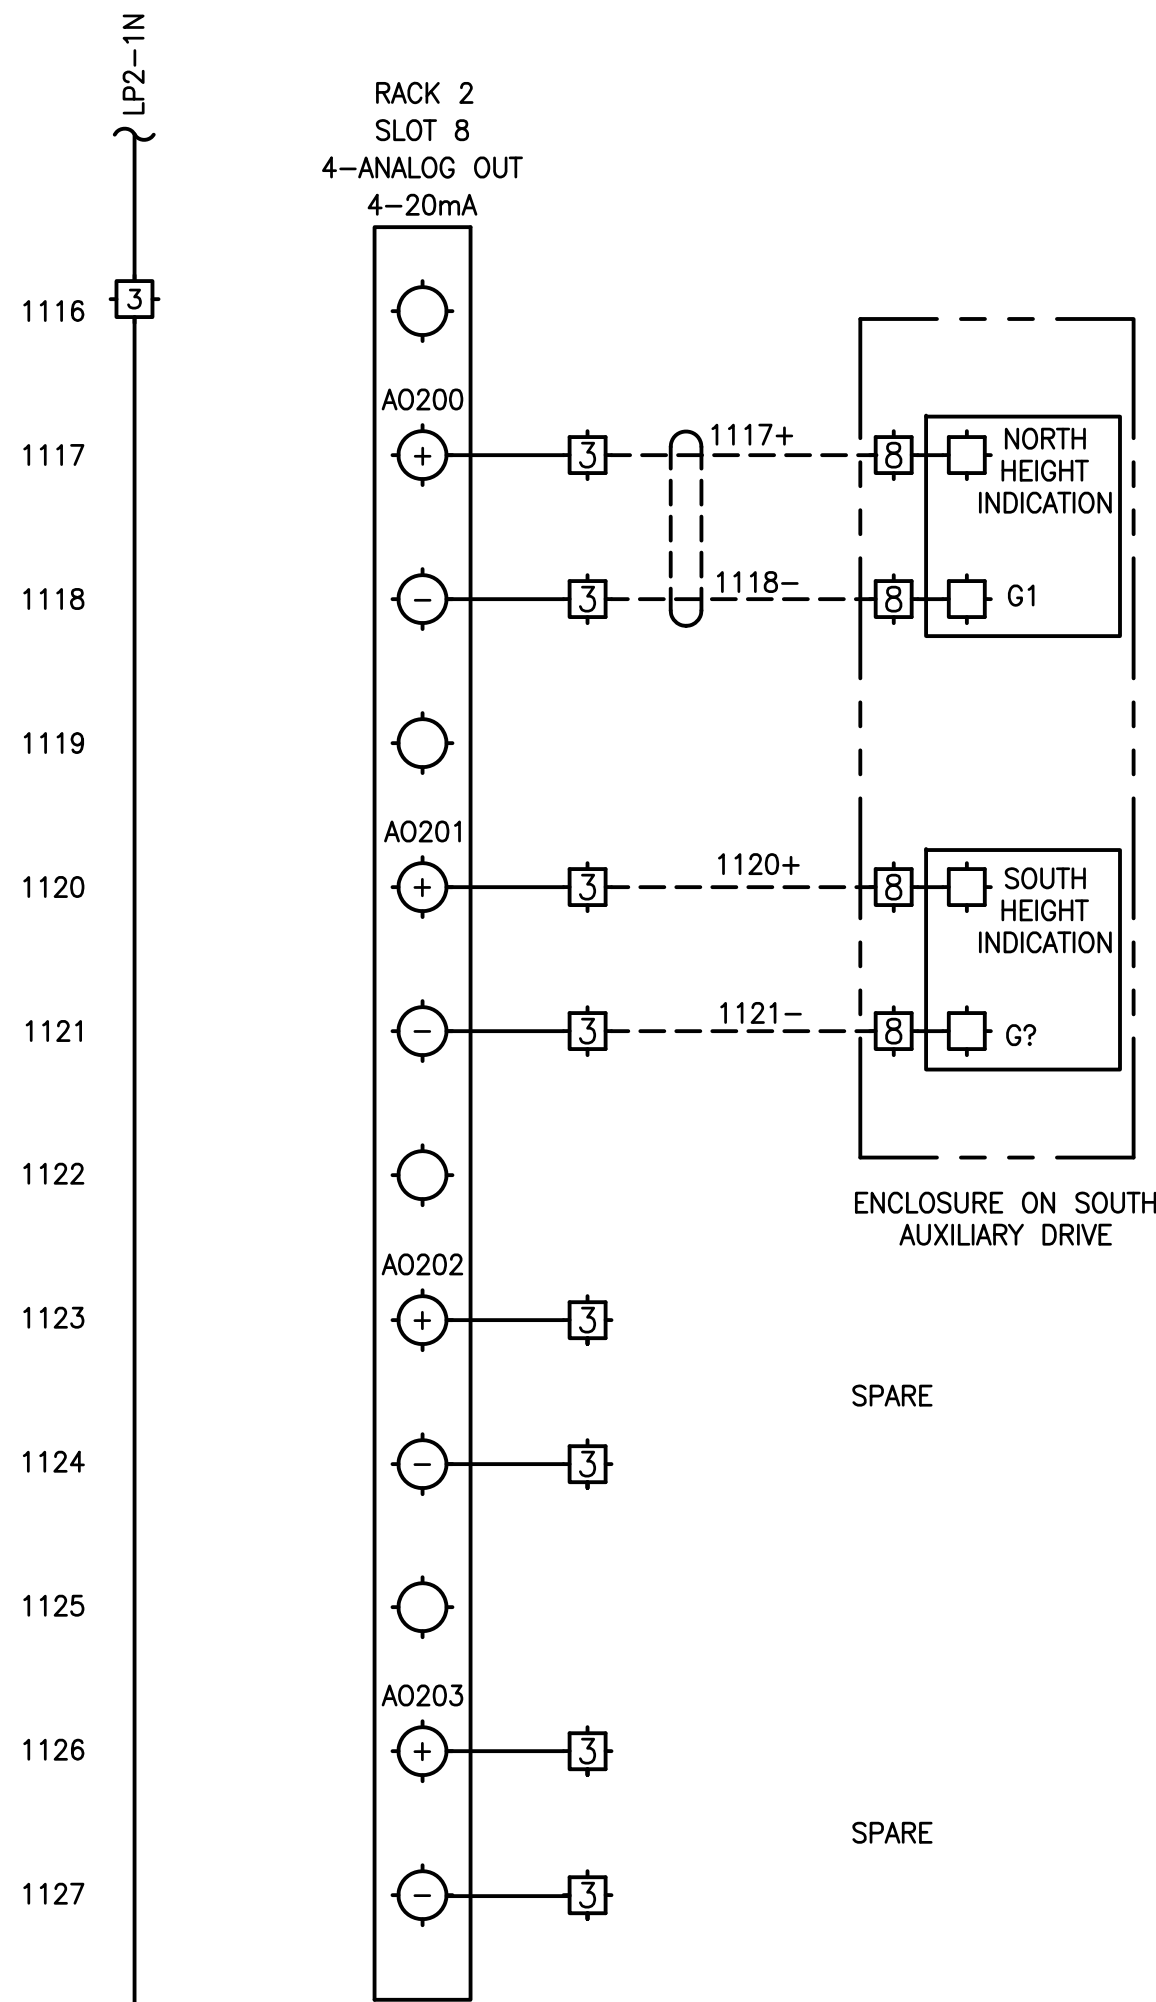 LP2-1N
RACK 2
SLOT 8
4-ANALOG OUT
4-20mA
1116
3
AO200
1117
+
3
1117+
8
NORTH
HEIGHT
INDICATION
1118
-
3
1118-
8
G1
1119
AO201
1120
+
3
1120+
8
SOUTH
HEIGHT
INDICATION
1121
-
3
1121-
8
G?
1122
ENCLOSURE ON SOUTH
AUXILIARY DRIVE
AO202
1123
+
3
SPARE
1124
-
3
1125
AO203
1126
+
3
SPARE
1127
-
3